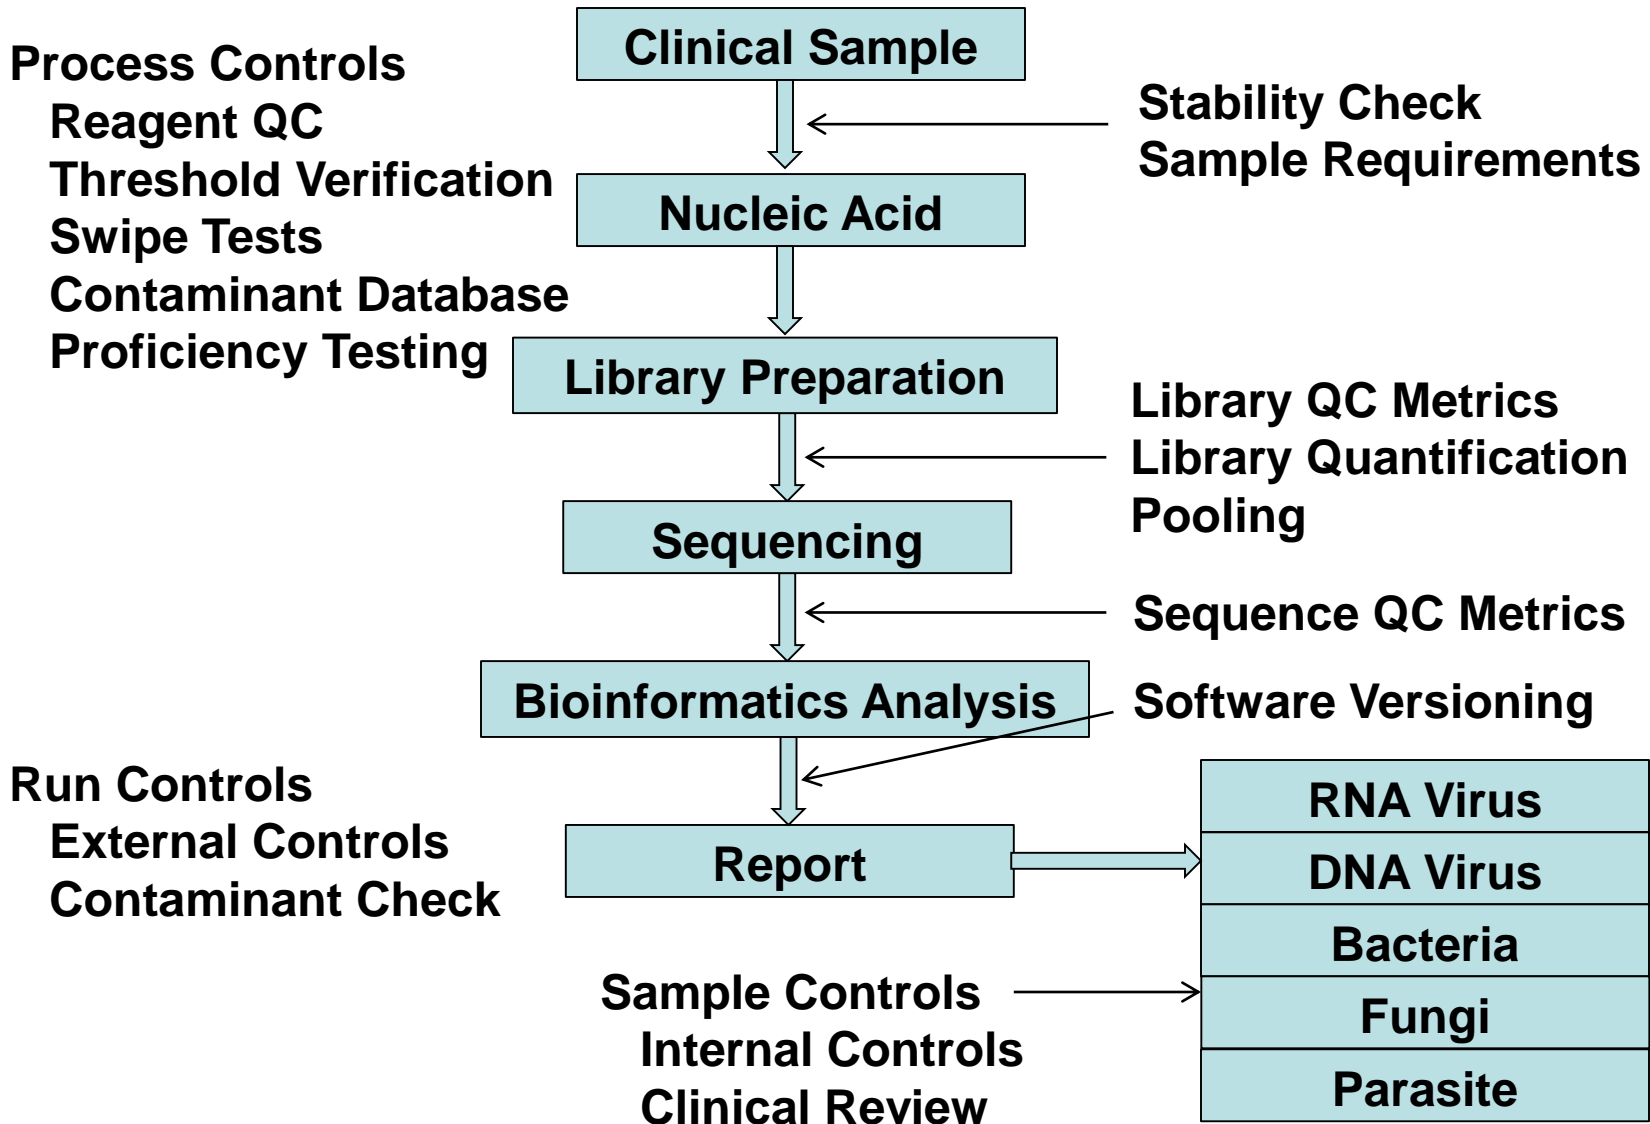 Clinical Sample
Process Controls
Reagent QC
Threshold Verification
Swipe Tests
Contaminant Database
Proficiency Testing
Stability Check
Sample Requirements
Nucleic Acid
Library Preparation
Library QC Metrics
Library Quantification
Pooling
Sequencing
Sequence QC Metrics
Bioinformatics Analysis
Software Versioning
Run Controls
External Controls
Contaminant Check
Report
RNA Virus
DNA Virus
Bacteria
Fungi
Parasite
Sample Controls
Internal Controls
Clinical Review